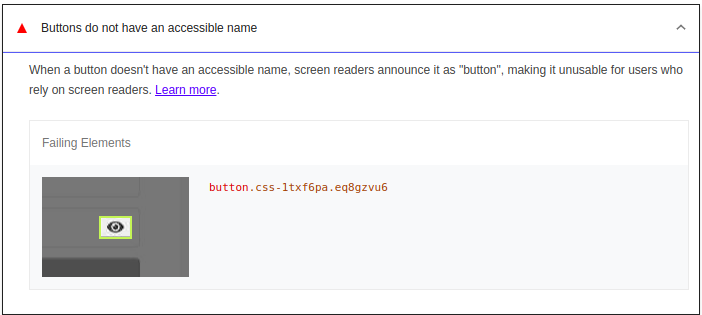 Buttons do not have an accessible name
When a button doesn't have an accessible name, screen readers announce it as "button", making it unusable for users who
rely on screen readers. Learn more.
Failing Elements
button.css-1txf6pa.eq8gzvu6